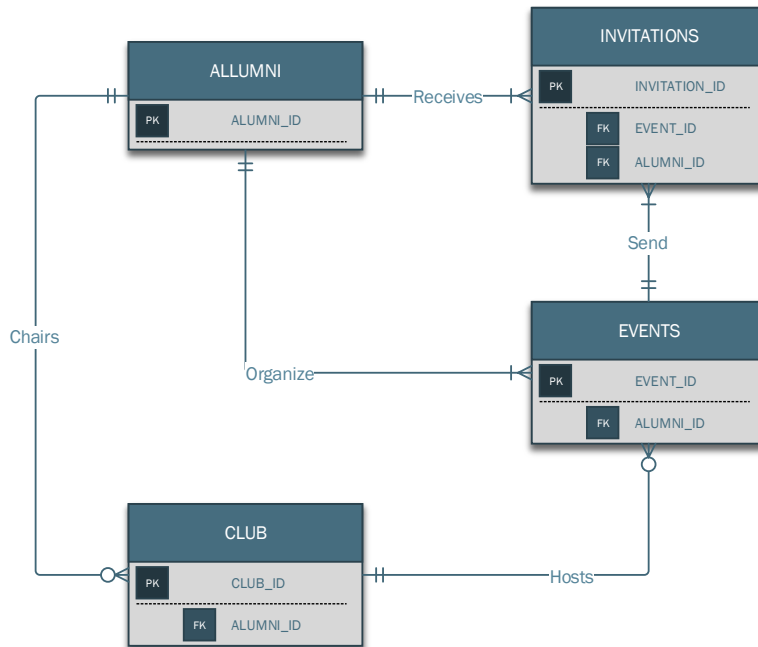 ALLUMNI
PK ALUMNI_ID
INVITATIONS
PK INVITATION_ID
FK EVENT_ID
FK ALUMNI_ID
Receives
Send
Chairs
Organize
EVENTS
PK EVENT_ID
FK ALUMNI_ID
CLUB
PK CLUB_ID
FK ALUMNI_ID
Hosts